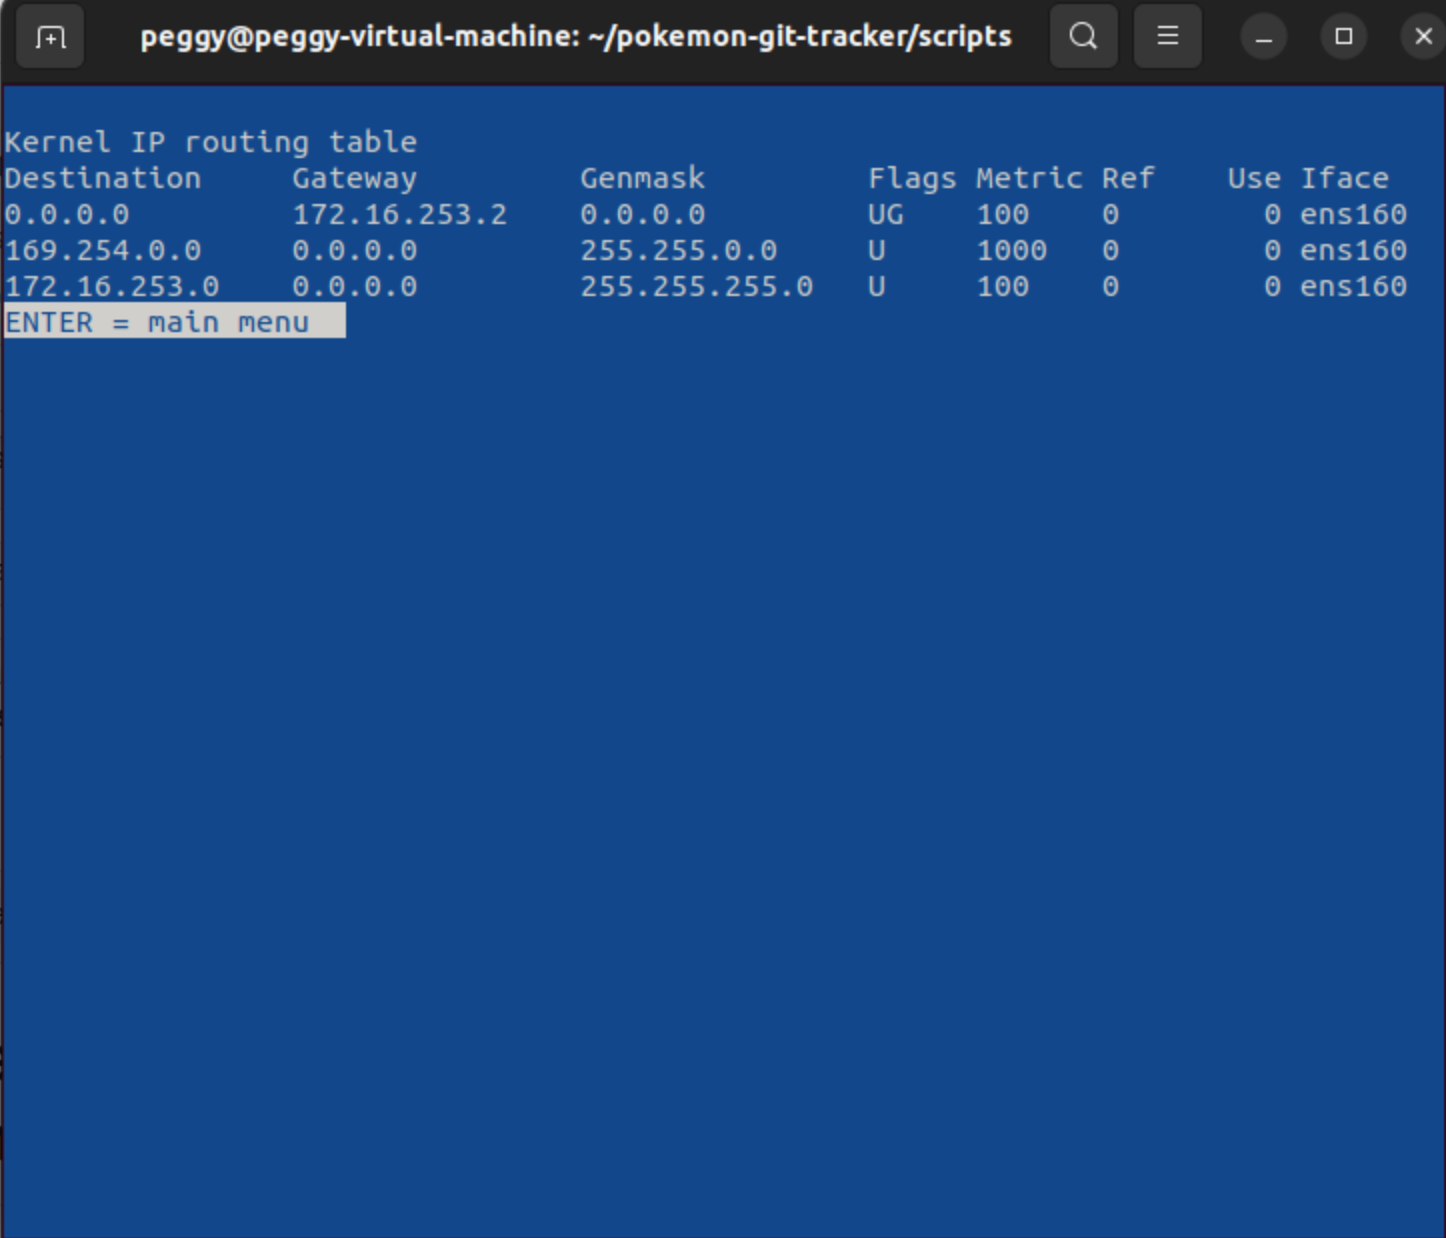 peggy@peggy-virtual-machine: ~/pokemon-git-tracker/scripts
Kernel IP routing table
Destination     Gateway         Genmask         Flags Metric Ref    Use Iface
0.0.0.0         172.16.253.2    0.0.0.0         UG    100    0        0 ens160
169.254.0.0     0.0.0.0         255.255.0.0     U     1000   0        0 ens160
172.16.253.0    0.0.0.0         255.255.255.0   U     100    0        0 ens160
ENTER = main menu